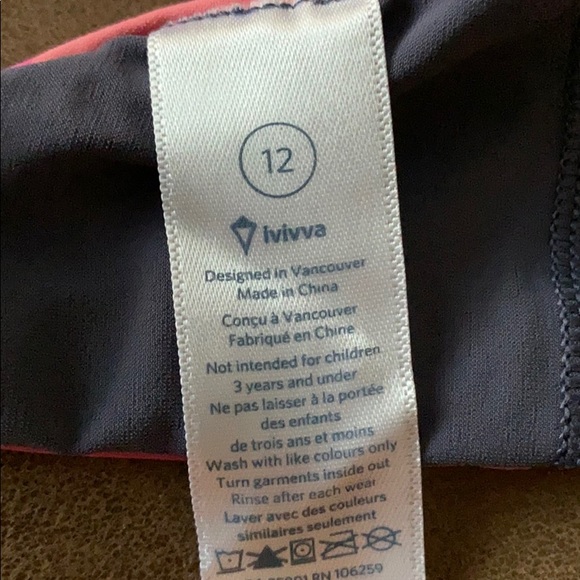 12
Ivivva
Designed in Vancouver
Made in China
Conçu à Vancouver
Fabriqué en Chine
Not intended for children
3 years and under
Ne pas laisser à la portée
des enfants
de trois ans et moins
Wash with like colours only
Turn garments inside out
Rinse after each wear
Laver avec des couleurs
similaires seulement
RN 106259